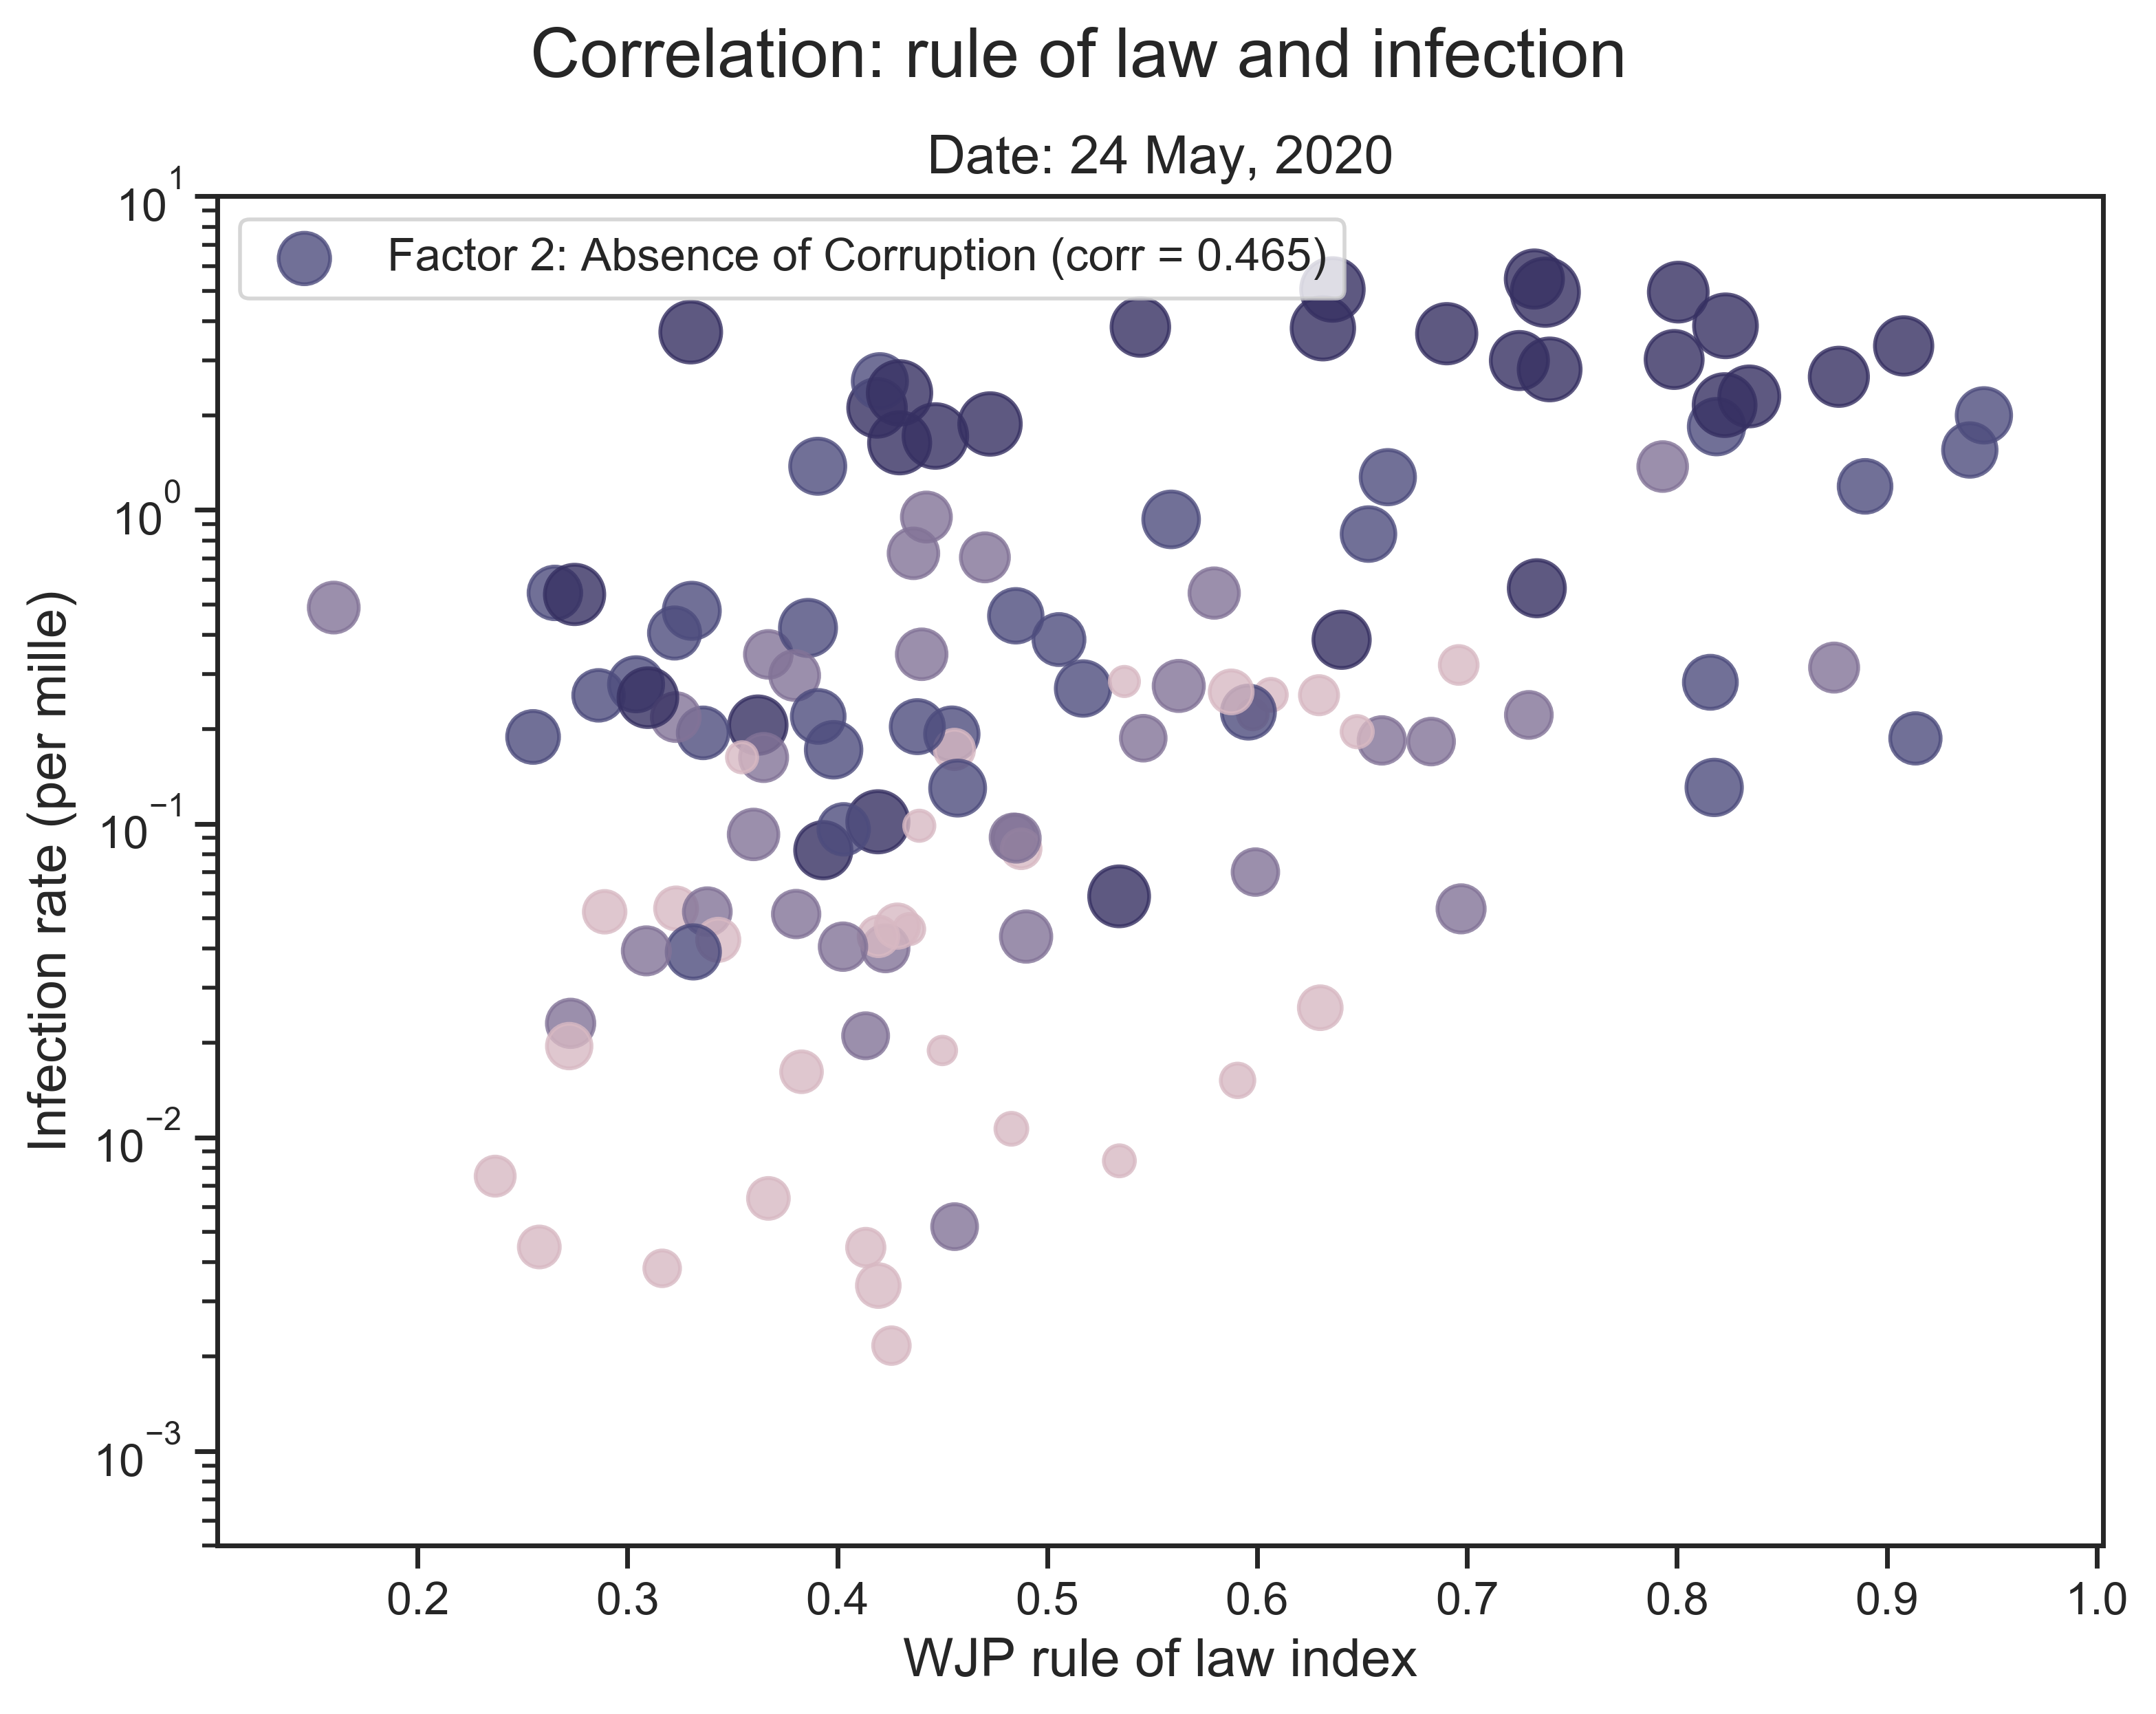 Correlation: rule of law and infection
Date: 24 May, 2020
Factor 2: Absence of Corruption (corr = 0.465)
Infection rate (per mille)
10^1
10^0
10^−1
10^−2
10^−3
0.2 0.3 0.4 0.5 0.6 0.7 0.8 0.9 1.0
WJP rule of law index